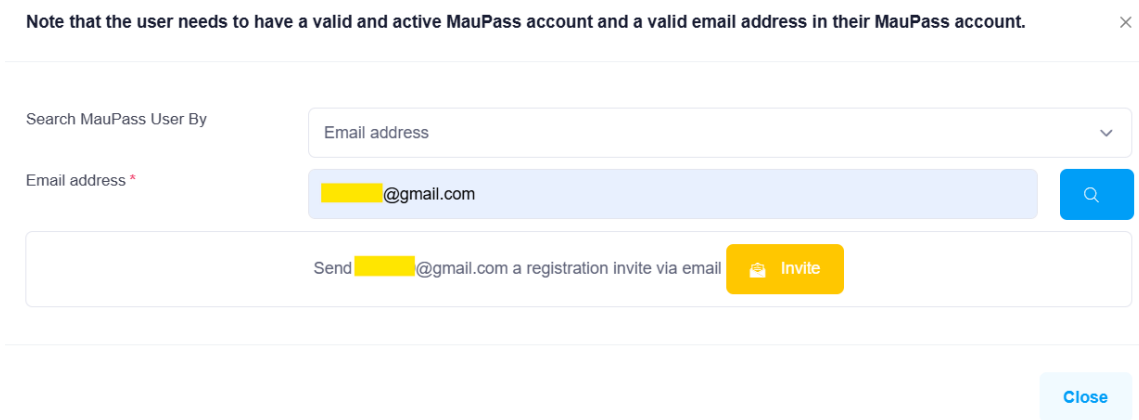 Note that the user needs to have a valid and active MauPass account and a valid email address in their MauPass account.
Search MauPass User By
Email address
Email address *
@gmail.com
Send @gmail.com a registration invite via email Invite
Close